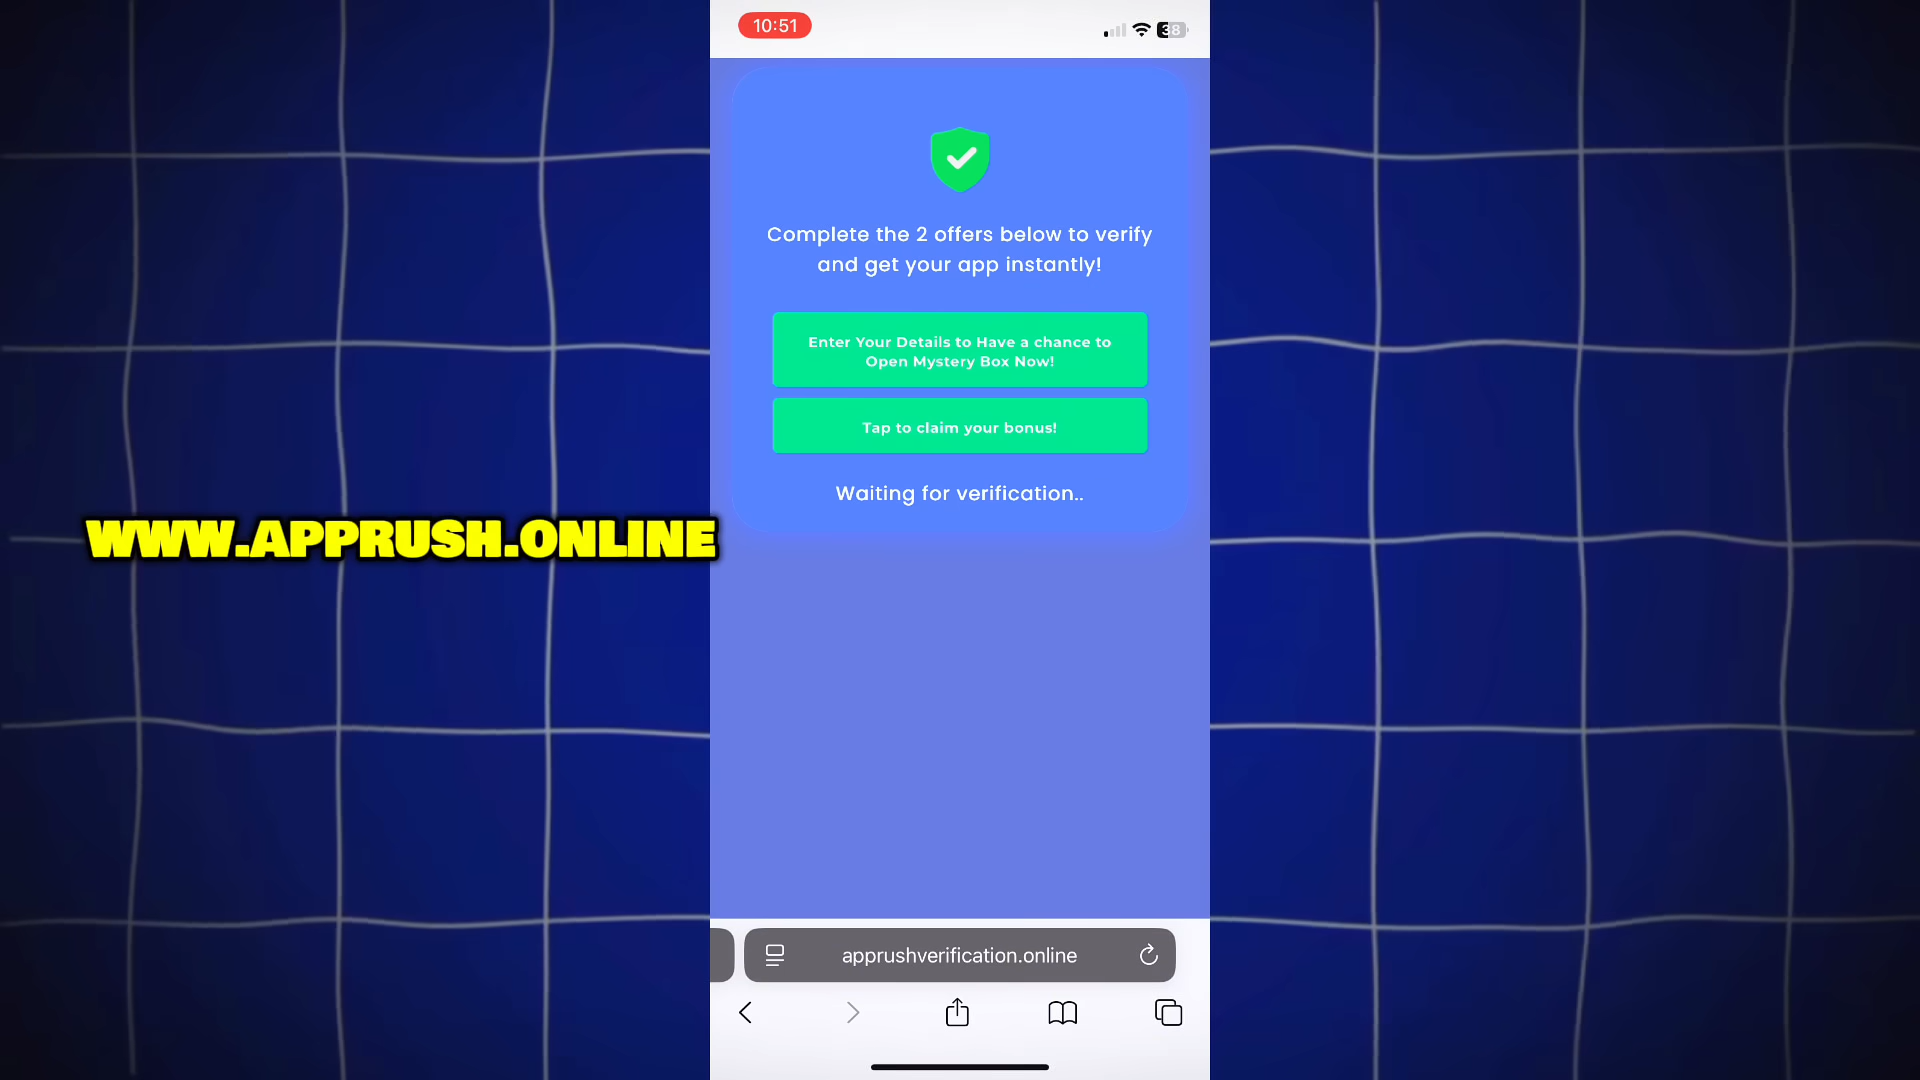 10:51
38
Complete the 2 offers below to verify
and get your app instantly!
Enter Your Details to Have a chance to
Open Mystery Box Now!
Tap to claim your bonus!
Waiting for verification..
WWW.APPRUSH.ONLINE
apprushverification.online